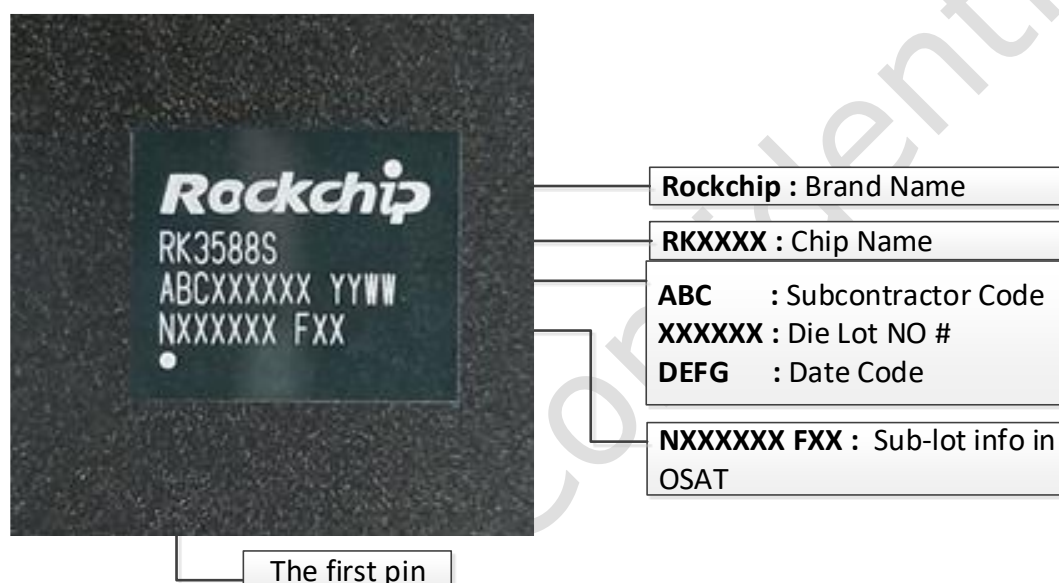 Rockchip
RK3588S
ABCXXXXXX YYWW
NXXXXXX FXX
Rockchip : Brand Name
RKXXXX : Chip Name
ABC : Subcontractor Code
XXXXXX : Die Lot NO #
DEFG : Date Code
NXXXXXX FXX : Sub-lot info in
OSAT
The first pin